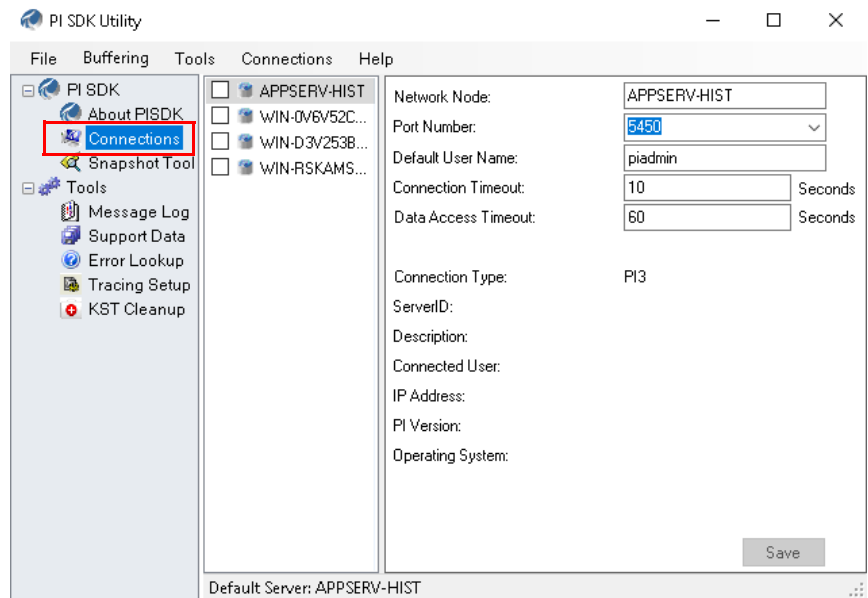 PI SDK Utility
File Buffering Tools Connections Help
PI SDK
About PISDK
Connections
Snapshot Tool
Tools
Message Log
Support Data
Error Lookup
Tracing Setup
KST Cleanup
APPSERV-HIST
WIN-0V6V52C...
WIN-D3V253B...
WIN-RSKAMS...
Network Node: APPSERV-HIST
Port Number: 5450
Default User Name: piadmin
Connection Timeout: 10 Seconds
Data Access Timeout: 60 Seconds
Connection Type: PI3
ServerID:
Description:
Connected User:
IP Address:
PI Version:
Operating System:
Save
Default Server: APPSERV-HIST